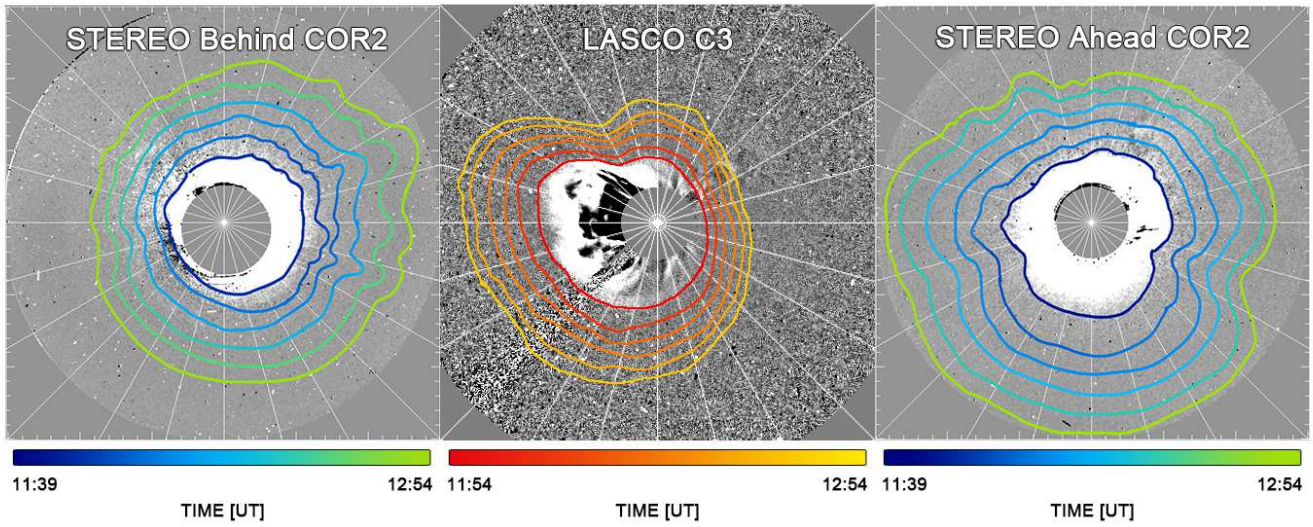 STEREO Behind COR2
LASCO C3
STEREO Ahead COR2
11:39
12:54
TIME [UT]
11:54
12:54
TIME [UT]
11:39
12:54
TIME [UT]